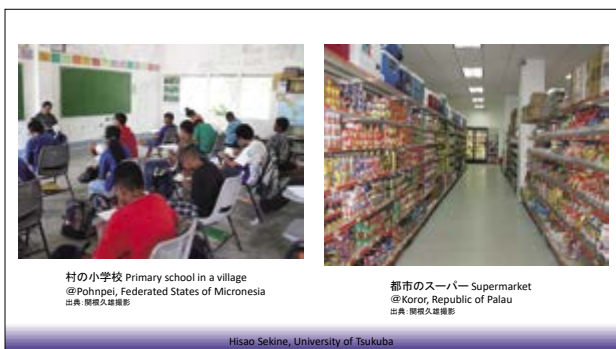 村の小学校 Primary school in a village
@Pohnpei, Federated States of Micronesia
出典：関根久雄撮影
都市のスーパー Supermarket
@Koror, Republic of Palau
出典：関根久雄撮影
Hisao Sekine, University of Tsukuba